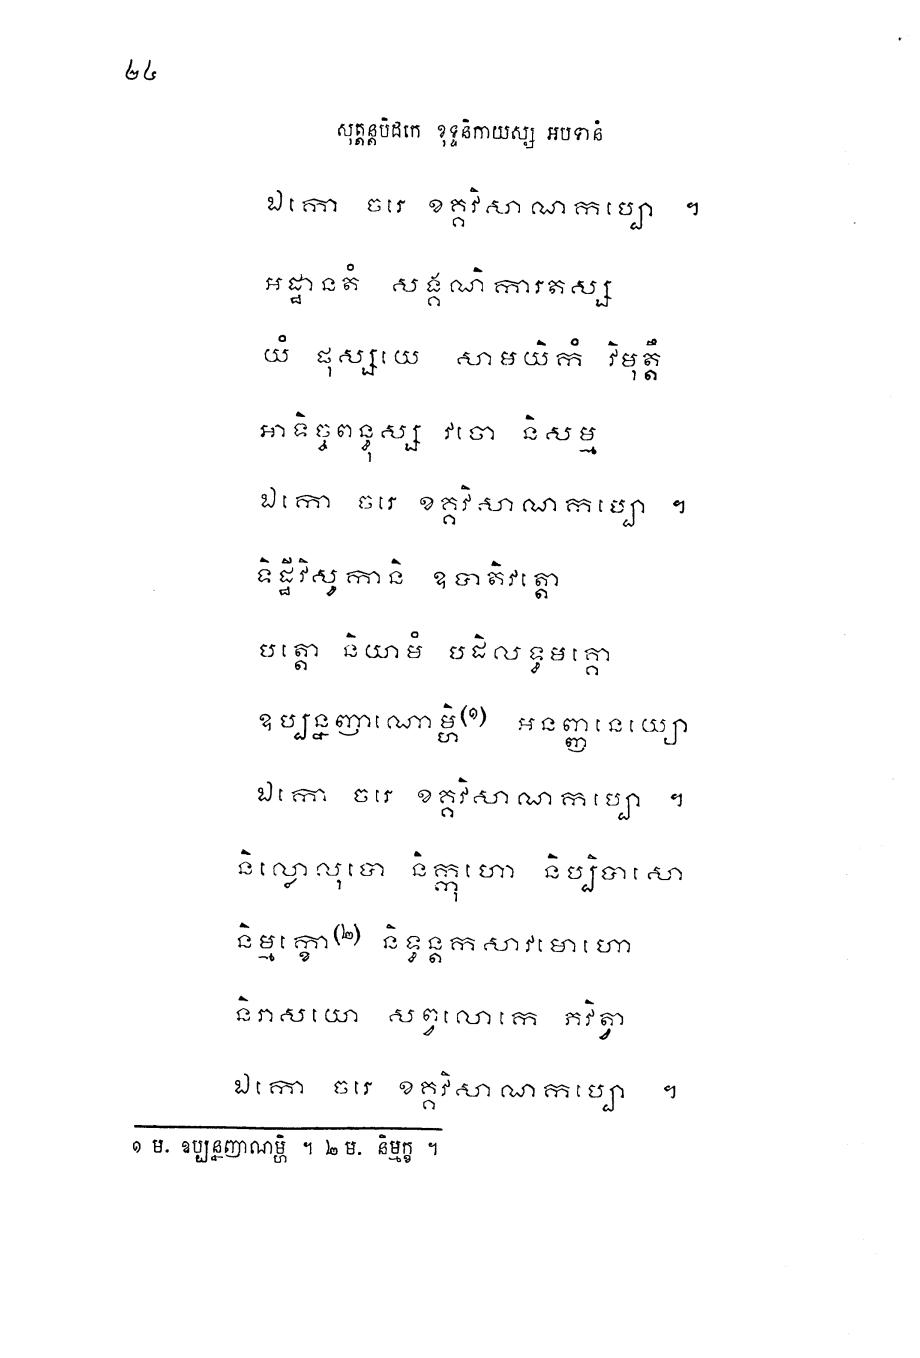 ២៤
សុត្តន្តបិដកេ ខុទ្ទនិកាយស្ស អបទានំ
ឯកោ ចរេ ខគ្គវិសាណកប្បោ ។
អដ្ឋានតំ សង្គណិការតស្ស
យំ ផុស្សយេ សាមយិកំ វិមុត្តឹ
អាទិច្ចពន្ធុស្ស វចោ និសម្ម
ឯកោ ចរេ ខគ្គវិសាណកប្បោ ។
ទិដ្ឋីវិសូកានិ ឧបាតិវត្តោ
បត្តោ និយាមំ បដិលទ្ធមគ្គោ
ឧប្បន្នញាណោម្ហិ(១) អនញ្ញនេយ្យោ
ឯកោ ចរេ ខគ្គវិសាណកប្បោ ។
និល្លោលុបោ និក្កុហោ និប្បិបាសោ
និម្មក្ខោ(២) និទ្ធន្តកសាវមោហោ
និរាសយោ សព្វលោកេ ភវិត្វា
ឯកោ ចរេ ខគ្គវិសាណកប្បោ ។
១ ម. ឧប្បន្នញាណម្ហិ ។ ២ ម. និម្មក្ខ ។